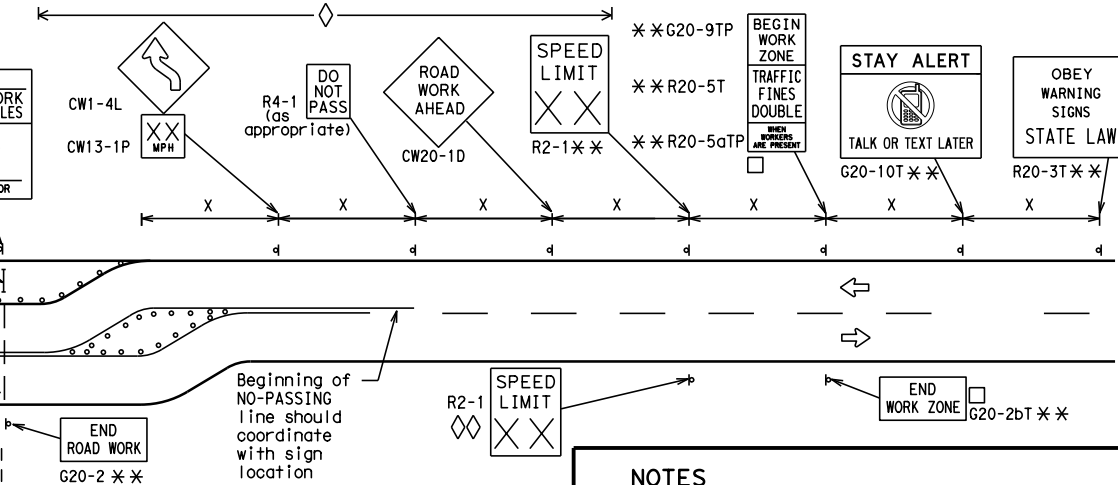 ORK
LES
OR
CW1-4L
XX
MPH
CW13-1P
R4-1
(as
appropriate)
DO
NOT
PASS
ROAD
WORK
AHEAD
CW20-1D
SPEED
LIMIT
X X
R2-1**
**G20-9TP
**R20-5T
**R20-5aTP
BEGIN
WORK
ZONE
TRAFFIC
FINES
DOUBLE
WHEN
WORKERS
ARE PRESENT
STAY ALERT
TALK OR TEXT LATER
G20-10T**
OBEY
WARNING
SIGNS
STATE LAW
R20-3T**
X X X X X X X
Beginning of
NO-PASSING
line should
coordinate
with sign
location
END
ROAD WORK
G20-2 **
R2-1
SPEED
LIMIT
X X
END
WORK ZONE
G20-2bT **
NOTES